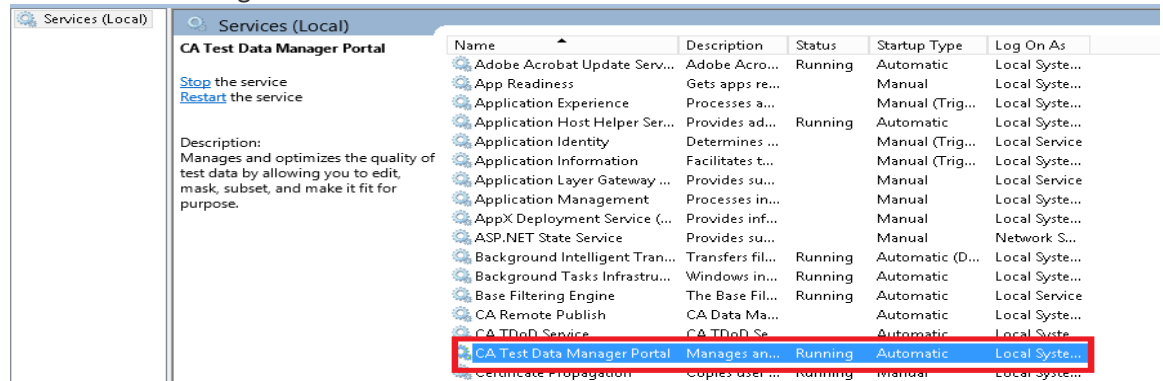 Services (Local)
Services (Local)
CA Test Data Manager Portal
Stop the service
Restart the service
Description:
Manages and optimizes the quality of
test data by allowing you to edit,
mask, subset, and make it fit for
purpose.
Name Description Status Startup Type Log On As
Adobe Acrobat Update Serv... Adobe Acro... Running Automatic Local Syste...
App Readiness Gets apps re... Manual Local Syste...
Application Experience Processes a... Manual (Trig... Local Syste...
Application Host Helper Ser... Provides ad... Running Automatic Local Syste...
Application Identity Determines ... Manual (Trig... Local Service
Application Information Facilitates t... Manual (Trig... Local Syste...
Application Layer Gateway ... Provides su... Manual Local Service
Application Management Processes in... Manual Local Syste...
AppX Deployment Service (... Provides inf... Manual Local Syste...
ASP.NET State Service Provides su... Manual Network S...
Background Intelligent Tran... Transfers fil... Running Automatic (D... Local Syste...
Background Tasks Infrastru... Windows in... Running Automatic Local Syste...
Base Filtering Engine The Base Fil... Running Automatic Local Service
CA Remote Publish CA Data Ma... Automatic Local Syste...
CA TDoD Service CA TDoD Se... Automatic Local Syste...
CA Test Data Manager Portal Manages an... Running Automatic Local Syste...
Certificate Propagation Copies user ... Running Manual Local Syste...